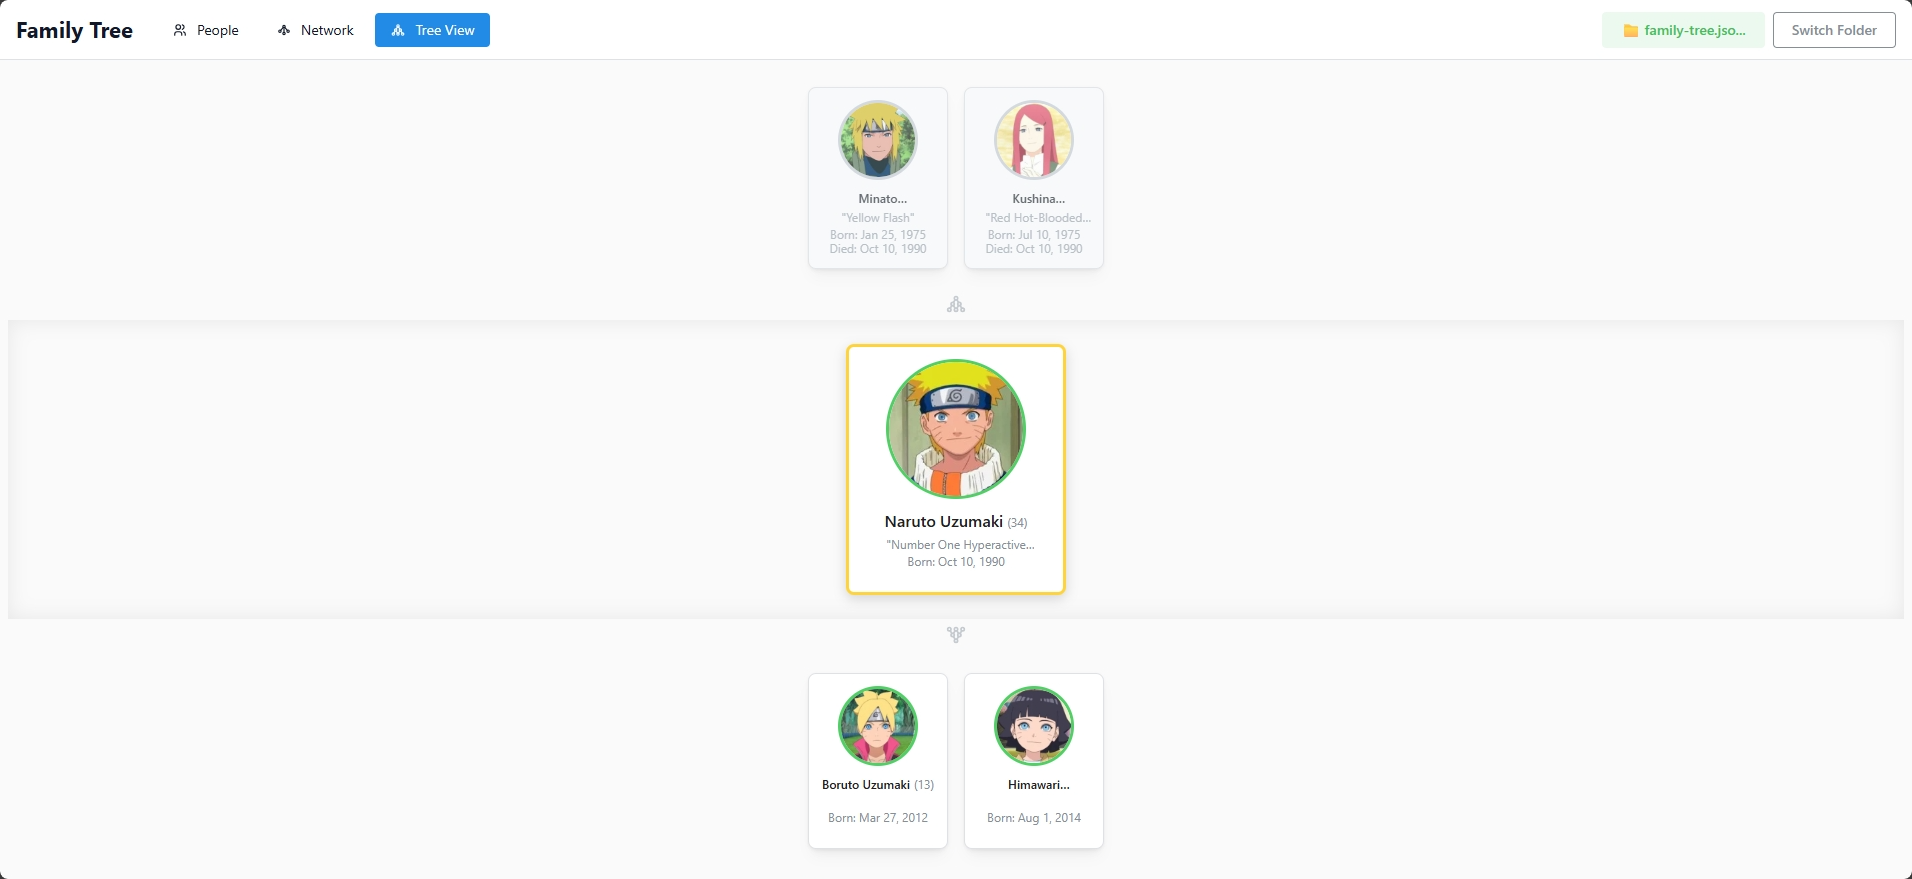 Family Tree
People
Network
Tree View
family-tree.jso...
Switch Folder
Minato...
"Yellow Flash"
Born: Jan 25, 1975
Died: Oct 10, 1990
Kushina...
"Red Hot-Blooded...
Born: Jul 10, 1975
Died: Oct 10, 1990
Naruto Uzumaki (34)
"Number One Hyperactive...
Born: Oct 10, 1990
Boruto Uzumaki (13)
Born: Mar 27, 2012
Himawari...
Born: Aug 1, 2014